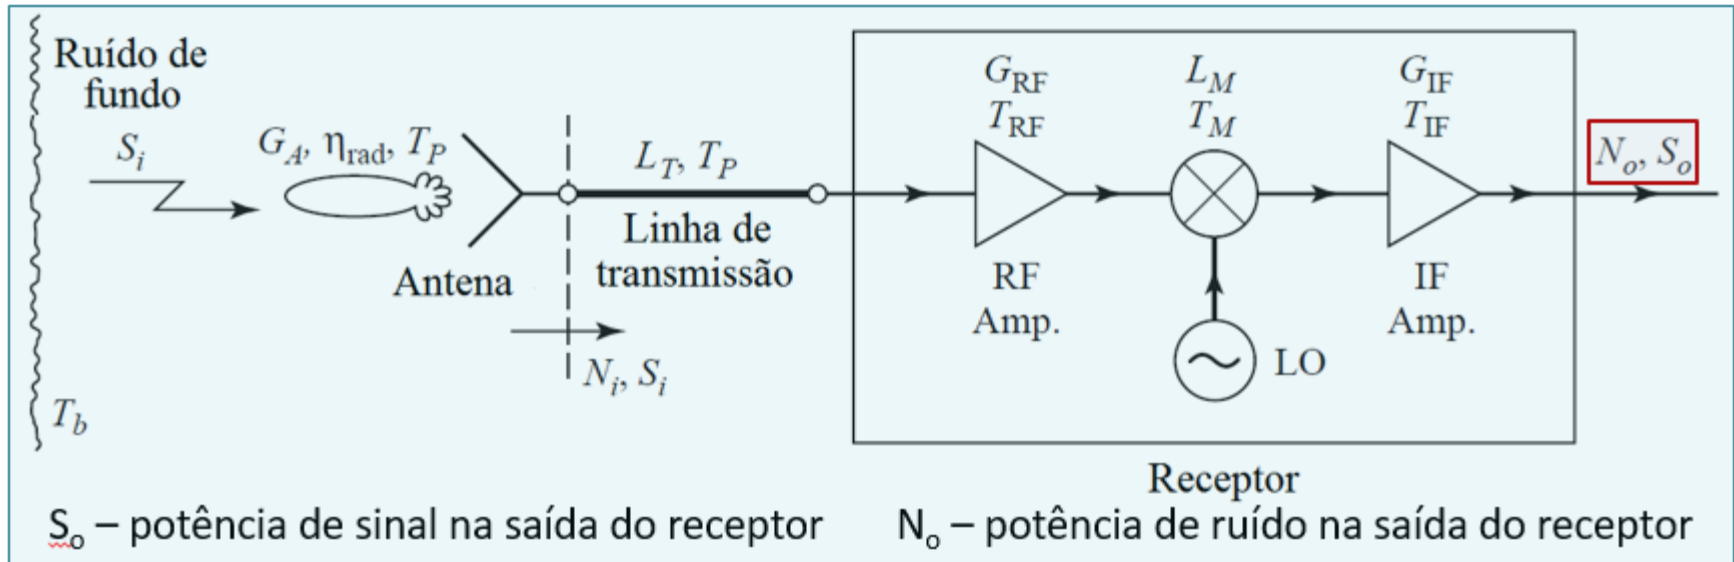 Ruído de
fundo
S_i
G_A, η_rad, T_P
L_T, T_P
G_RF
T_RF
L_M
T_M
G_IF
T_IF
N_o, S_o
Linha de
transmissão
Antena
RF
Amp.
IF
Amp.
LO
N_i, S_i
T_b
Receptor
S_o – potência de sinal na saída do receptor
N_o – potência de ruído na saída do receptor